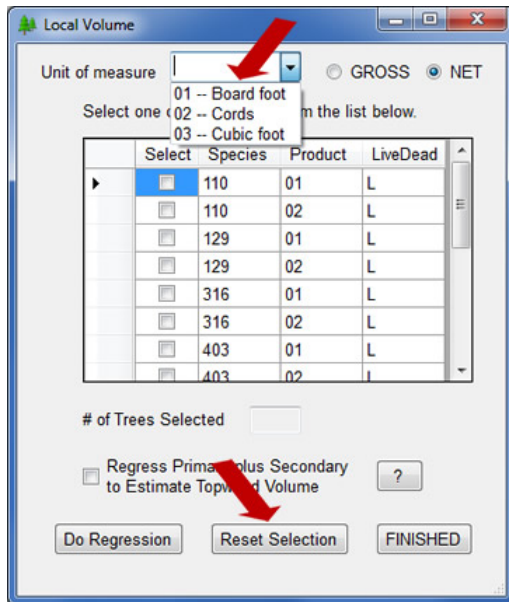 Local Volume
Unit of measure GROSS NET
01 -- Board foot
02 -- Cords
03 -- Cubic foot
Select one m the list below.
Select Species Product LiveDead
110 01 L
110 02 L
129 01 L
129 02 L
316 01 L
316 02 L
403 01 L
403 02 L
# of Trees Selected
Regress plus Secondary
to Estimate Volume
?
Do Regression Reset Selection FINISHED